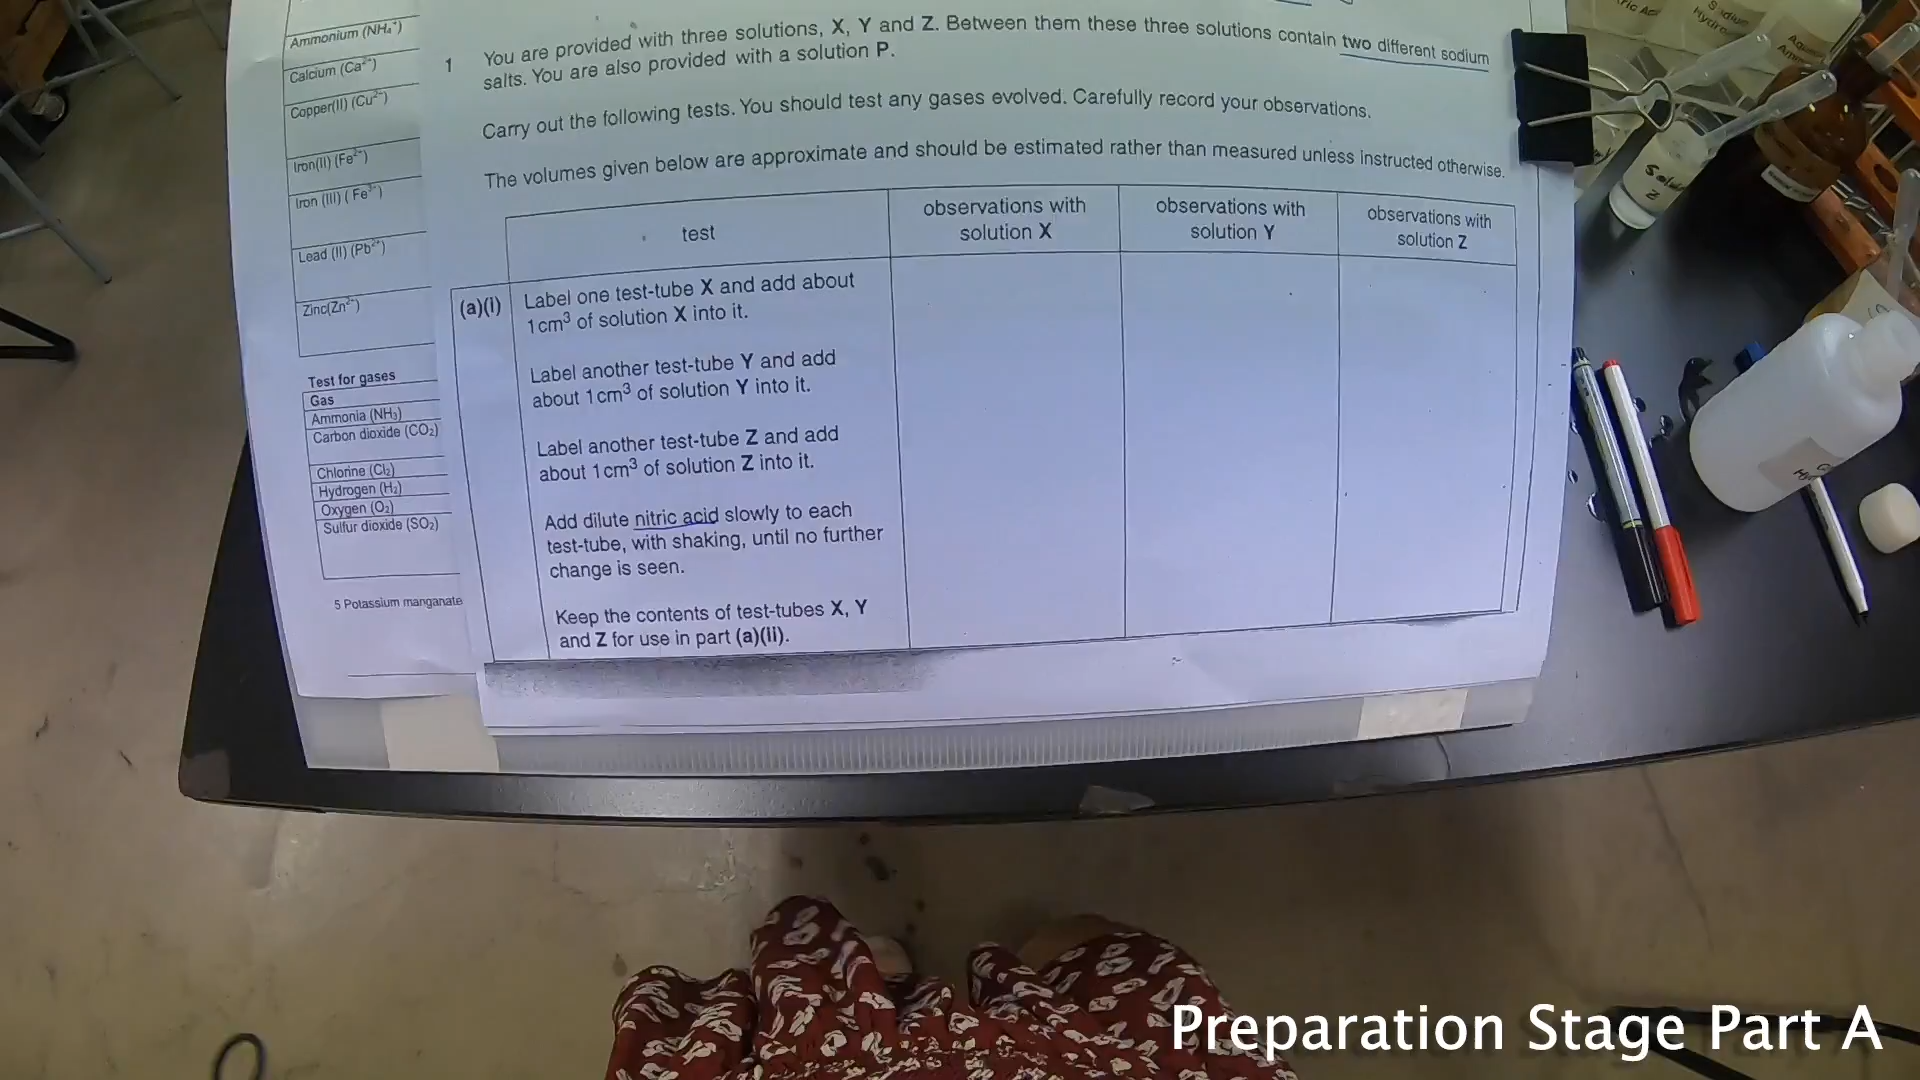 Ammonium (NH₄⁺)
Calcium (Ca²⁺)
Copper(II) (Cu²⁺)
Iron(II) (Fe²⁺)
Iron (III) ( Fe³⁺)
Lead (II) (Pb²⁺)
Zinc(Zn²⁺)
Test for gases
Gas
Ammonia (NH₃)
Carbon dioxide (CO₂)
Chlorine (Cl₂)
Hydrogen (H₂)
Oxygen (O₂)
Sulfur dioxide (SO₂)
5 Potassium manganate
1 You are provided with three solutions, X, Y and Z. Between them these three solutions contain two different sodium
salts. You are also provided with a solution P.
Carry out the following tests. You should test any gases evolved. Carefully record your observations.
The volumes given below are approximate and should be estimated rather than measured unless instructed otherwise.
test
observations with
solution X
observations with
solution Y
observations with
solution Z
(a)(i) Label one test-tube X and add about
1 cm³ of solution X into it.
Label another test-tube Y and add
about 1 cm³ of solution Y into it.
Label another test-tube Z and add
about 1 cm³ of solution Z into it.
Add dilute nitric acid slowly to each
test-tube, with shaking, until no further
change is seen.
Keep the contents of test-tubes X, Y
and Z for use in part (a)(ii).
Z
Preparation Stage Part A